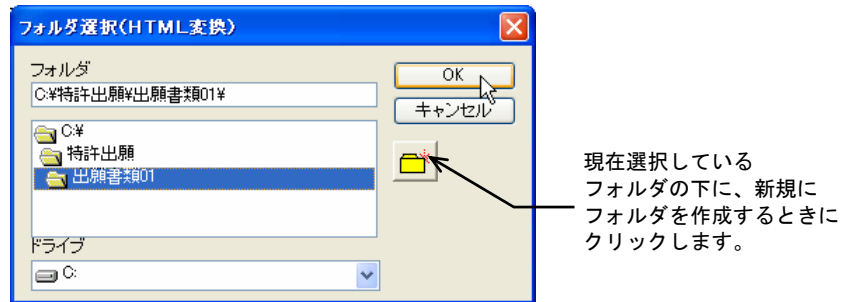 フォルダ選択(HTML変換)
フォルダ
C:¥特許出願¥出願書類01¥
OK
キャンセル
C:¥
特許出願
出願書類01
現在選択している
フォルダの下に、新規に
フォルダを作成するときに
クリックします。
ドライブ
C: